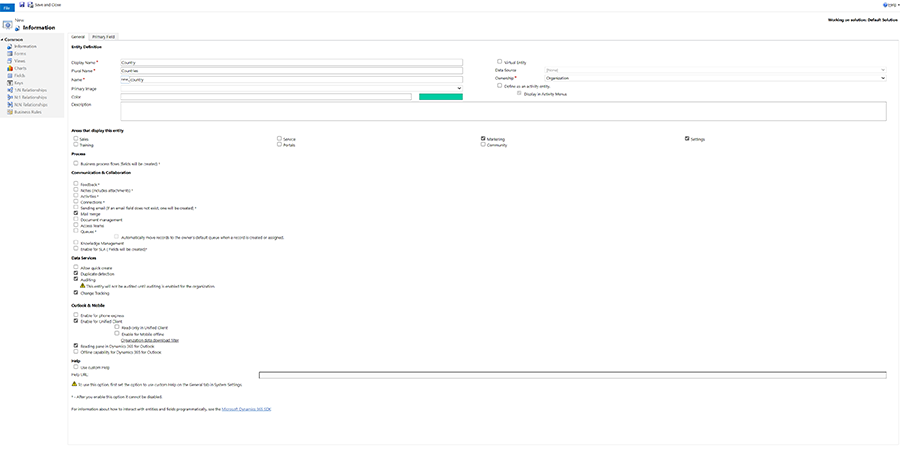 File
Save and Close
Help
New
Information
Working on solution: Default Solution
Common
Information
Forms
Views
Charts
Fields
Keys
1:N Relationships
N:1 Relationships
N:N Relationships
Business Rules
General
Primary Field
Entity Definition
Display Name *
Country
Plural Name *
Countries
Name *
Country
Primary Image
Color
Description
Virtual Entity
Data Source
(None)
Ownership *
Organization
Define as an activity entity.
Display in Activity Menus
Areas that display this entity
Sales
Service
Marketing
Settings
Training
Portals
Community
Process
Business process flows (fields will be created) *
Communication & Collaboration
Feedback *
Notes (includes attachments) *
Activities *
Connections *
Sending email (If an email field does not exist, one will be created) *
Mail merge
Document management
Access Teams
Queues *
Automatically move records to the owner's default queue when a record is created or assigned.
Knowledge Management
Enable for SLA ( Fields will be created)*
Data Services
Allow quick create
Duplicate detection
Auditing
This entity will not be audited until auditing is enabled for the organization.
Change Tracking
Outlook & Mobile
Enable for phone express
Enable for Unified Client
Read-only in Unified Client
Enable for Mobile offline
Organization data download filter
Reading pane in Dynamics 365 for Outlook
Offline capability for Dynamics 365 for Outlook
Help
Use custom Help
Help URL:
To use this option, first set the option to use custom Help on the General tab in System Settings.
* - After you enable this option it cannot be disabled.
For information about how to interact with entities and fields programmatically, see the Microsoft Dynamics 365 SDK